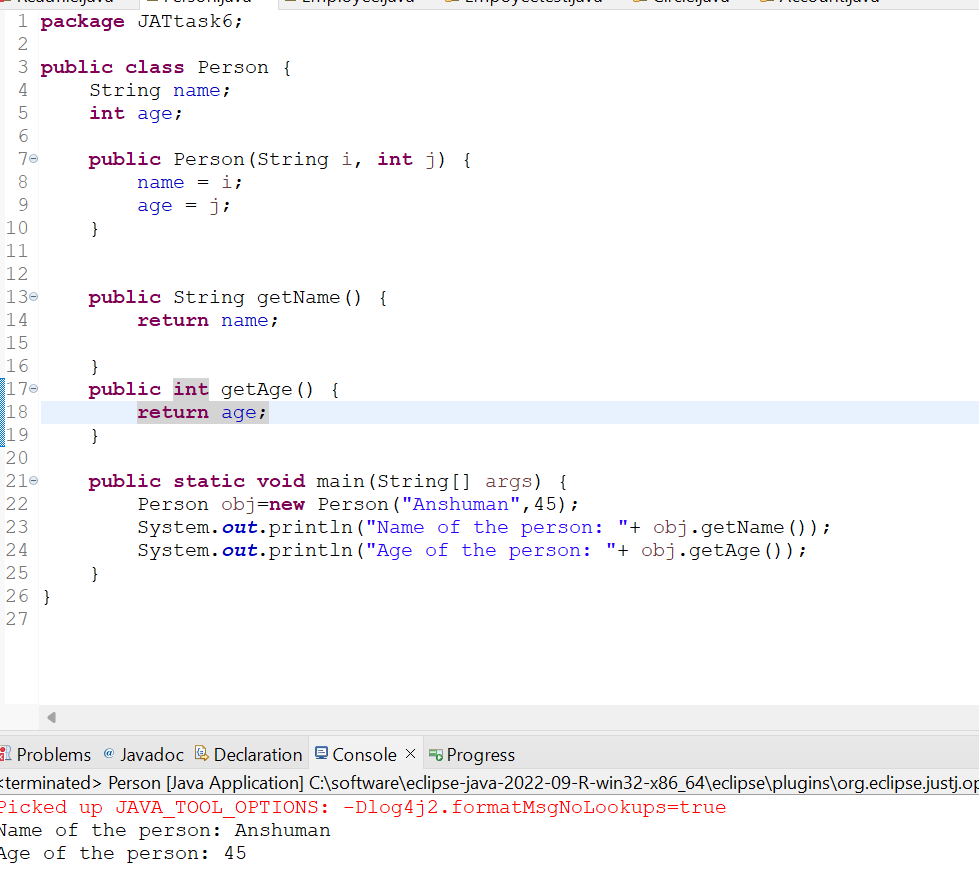 1 package JATtask6;
2
3 public class Person {
4     String name;
5     int age;
6
7     public Person(String i, int j) {
8         name = i;
9         age = j;
10     }
11
12
13     public String getName() {
14         return name;
15
16     }
17     public int getAge() {
18         return age;
19     }
20
21     public static void main(String[] args) {
22         Person obj=new Person("Anshuman",45);
23         System.out.println("Name of the person: "+ obj.getName());
24         System.out.println("Age of the person: "+ obj.getAge());
25     }
26 }
27
Problems @ Javadoc Declaration Console × Progress
<terminated> Person [Java Application] C:\software\eclipse-java-2022-09-R-win32-x86_64\eclipse\plugins\org.eclipse.justj.op
Picked up JAVA_TOOL_OPTIONS: -Dlog4j2.formatMsgNoLookups=true
Name of the person: Anshuman
Age of the person: 45